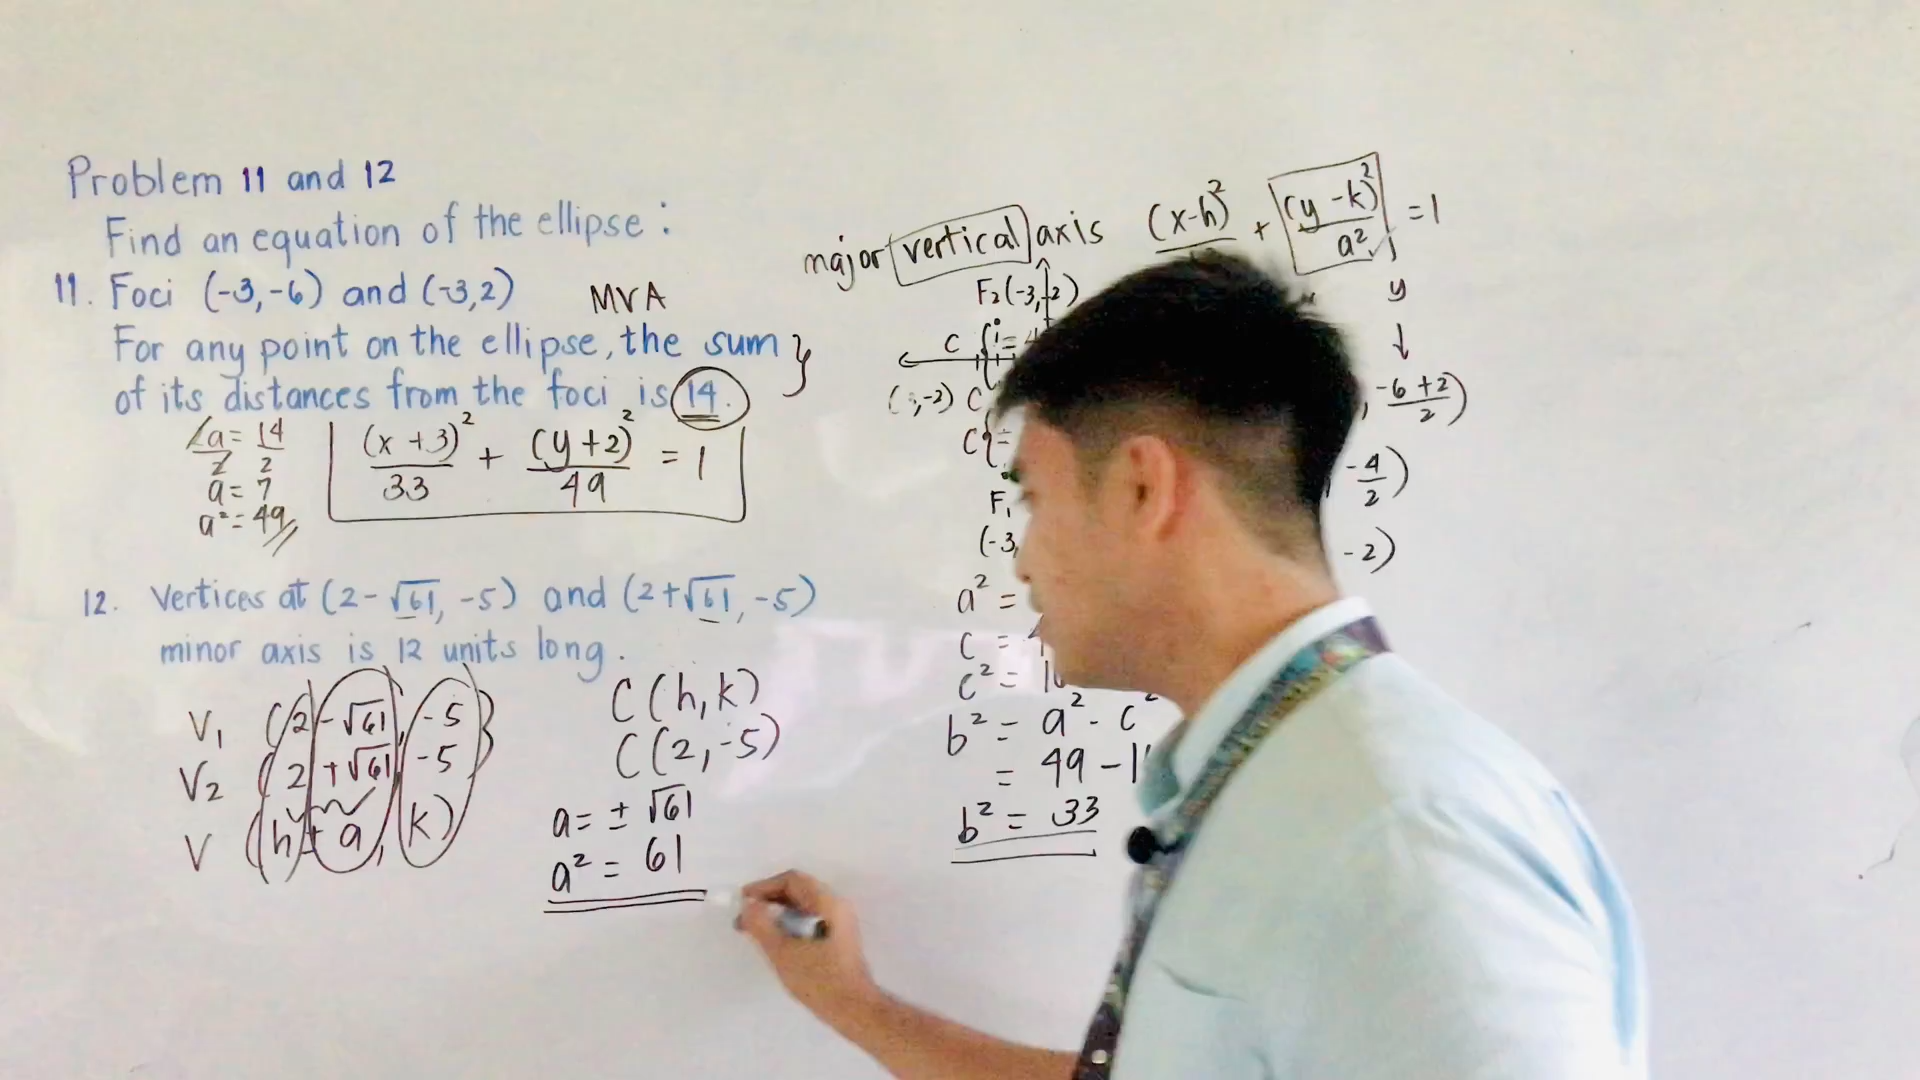 Problem 11 and 12
Find an equation of the ellipse:
11. Foci (-3,-6) and (-3,2) MVA
For any point on the ellipse, the sum
of its distances from the foci is 14.
2a = 14
2 2
a = 7
a² = 49
(x+3)²/33 + (y+2)²/49 = 1
12. Vertices at (2-√61, -5) and (2+√61, -5)
minor axis is 12 units long.
V₁ (2 - √61, -5)
V₂ (2 + √61, -5)
V (h ± a, k)
C (h, k)
C (2, -5)
a = ± √61
a² = 61
major vertical axis (x-h)² + (y-k)²/a² = 1
y
↓
F₂(-3, 2)
C
-2) C
, -6+2/2)
C
-4/2)
F₁
(-3,
-2)
a² =
c =
c² =
b² = a² - c²
= 49 - 1
b² = 33